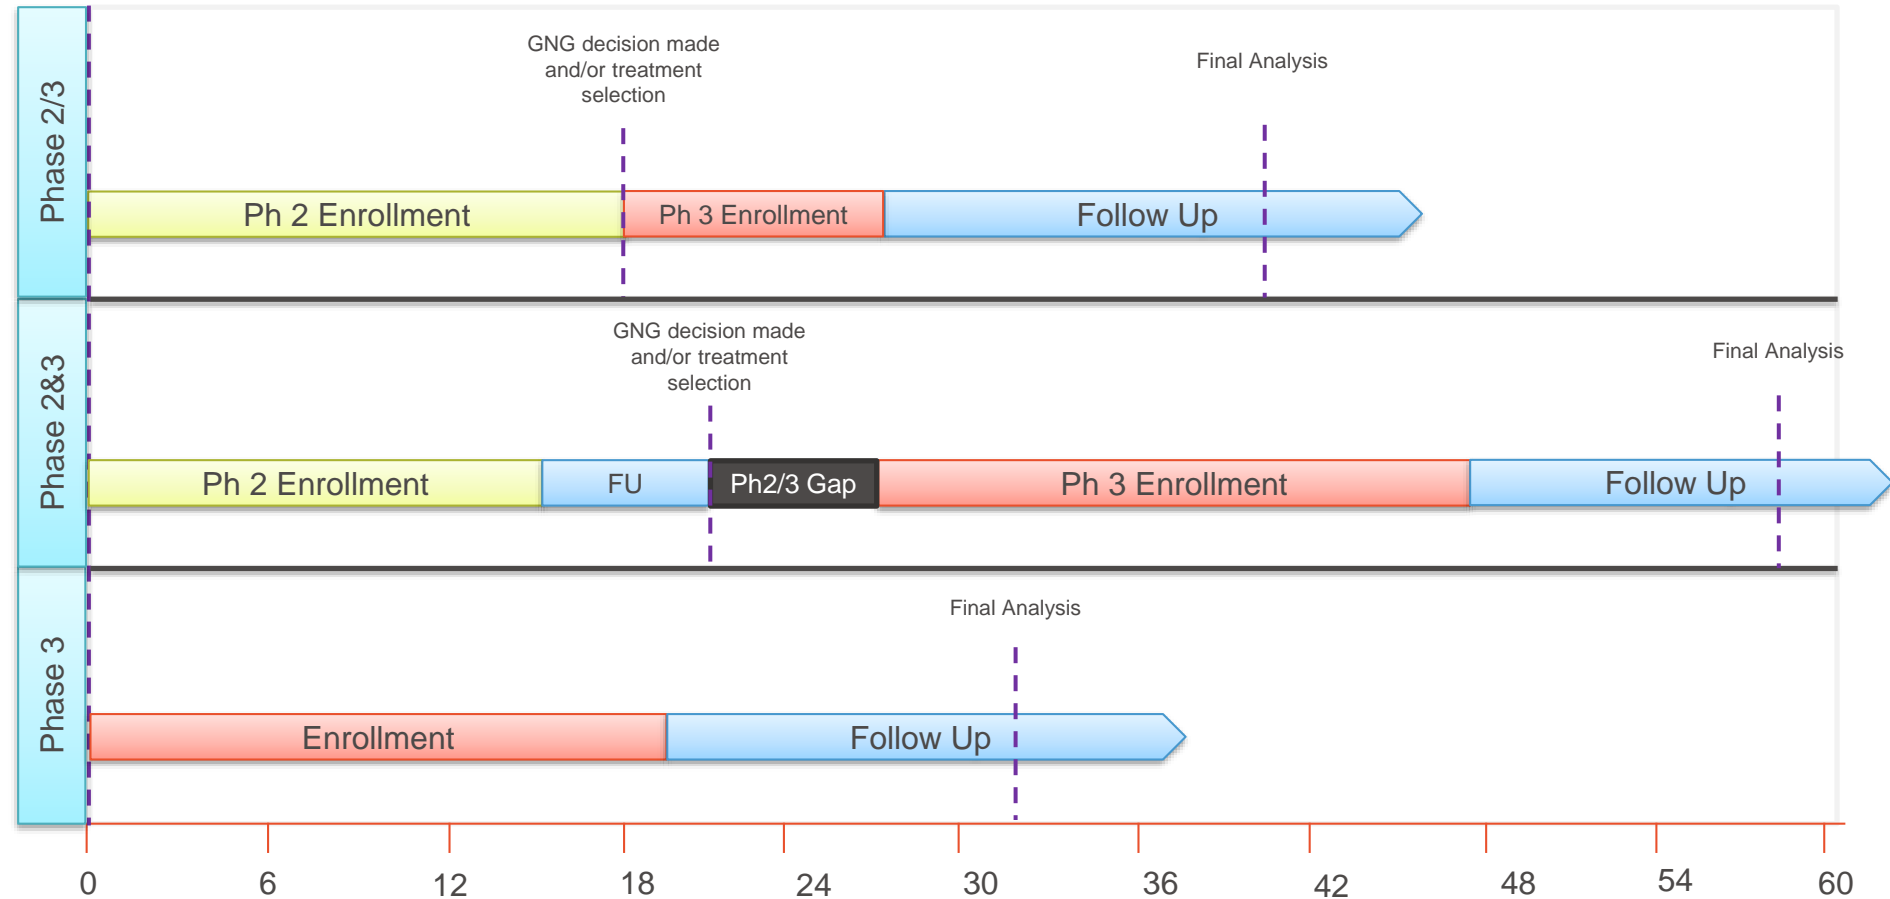 Phase 2/3
GNG decision made
and/or treatment
selection
Final Analysis
Ph 2 Enrollment
Ph 3 Enrollment
Follow Up
Phase 2&3
GNG decision made
and/or treatment
selection
Final Analysis
Ph 2 Enrollment
FU
Ph2/3 Gap
Ph 3 Enrollment
Follow Up
Phase 3
Final Analysis
Enrollment
Follow Up
0 6 12 18 24 30 36 42 48 54 60